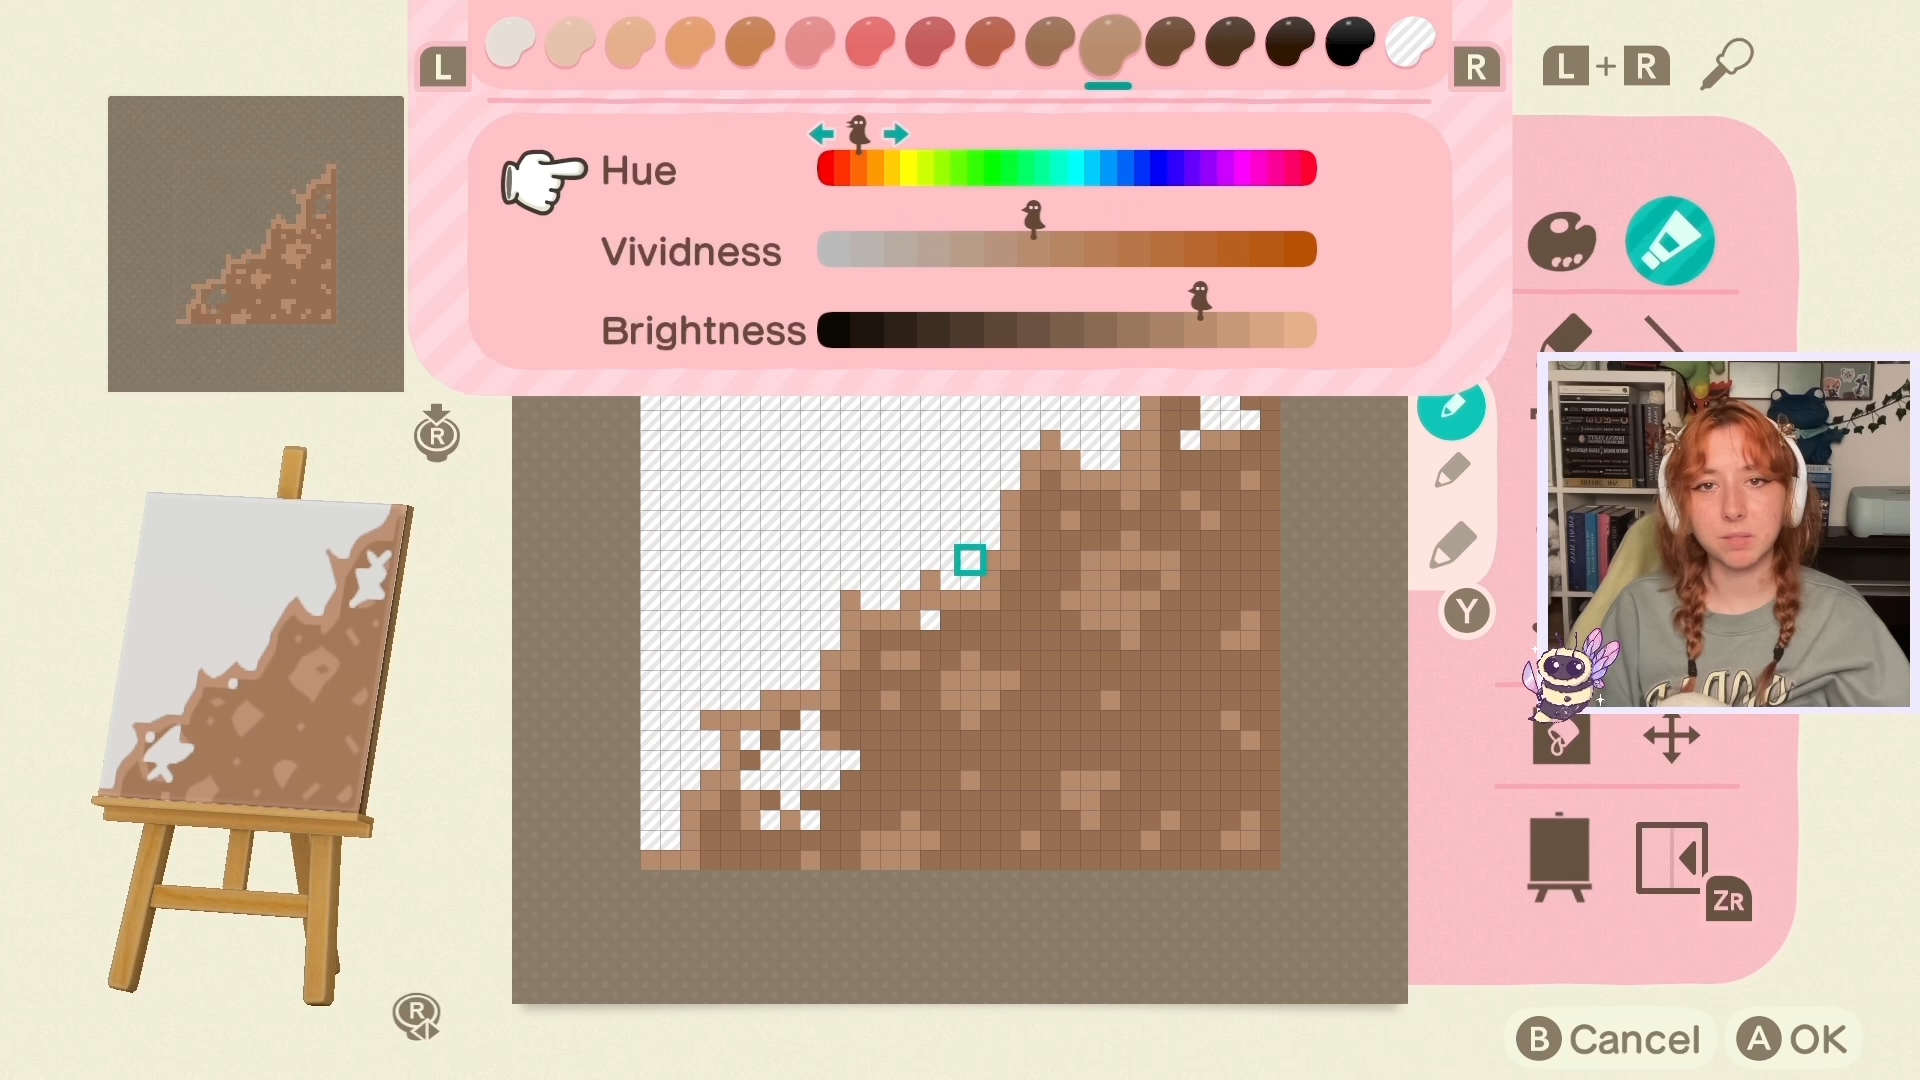 L
R
L + R
Hue
Vividness
Brightness
R
Y
ZR
R
B Cancel
A OK